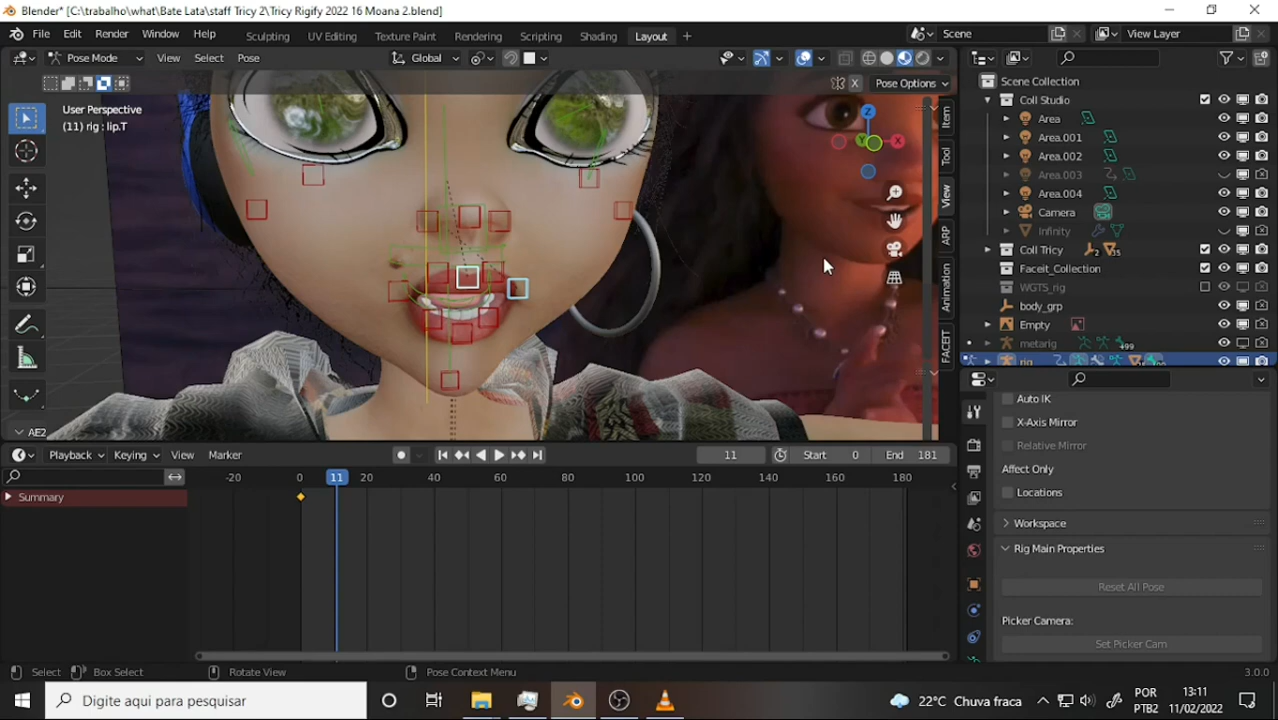 Blender* [C:\trabalho\what\Bate Lata\staff Tricy 2\Tricy Rigify 2022 16 Moana 2.blend]
File Edit Render Window Help Sculpting UV Editing Texture Paint Rendering Scripting Shading Layout + Scene View Layer
Pose Mode View Select Pose Global
X Pose Options
User Perspective
(11) rig : lip.T
Z
Y
X
Item
Tool
View
ARP
Animation
FACEIT
AE2
Scene Collection
Coll Studio
Area
Area.001
Area.002
Area.003
Area.004
Camera
Infinity
Coll Tricy 2 35
Faceit_Collection
WGTS_rig
body_grp
Empty
metarig +99
rig
Auto IK
X-Axis Mirror
Relative Mirror
Affect Only
Locations
Workspace
Rig Main Properties
Reset All Pose
Picker Camera:
Set Picker Cam
Playback Keying View Marker 11 Start 0 End 181
-20 0 11 20 40 60 80 100 120 140 160 180
Summary
Select Box Select Rotate View Pose Context Menu 3.0.0
Digite aqui para pesquisar
22°C Chuva fraca
POR
PTB2
13:11
11/02/2022